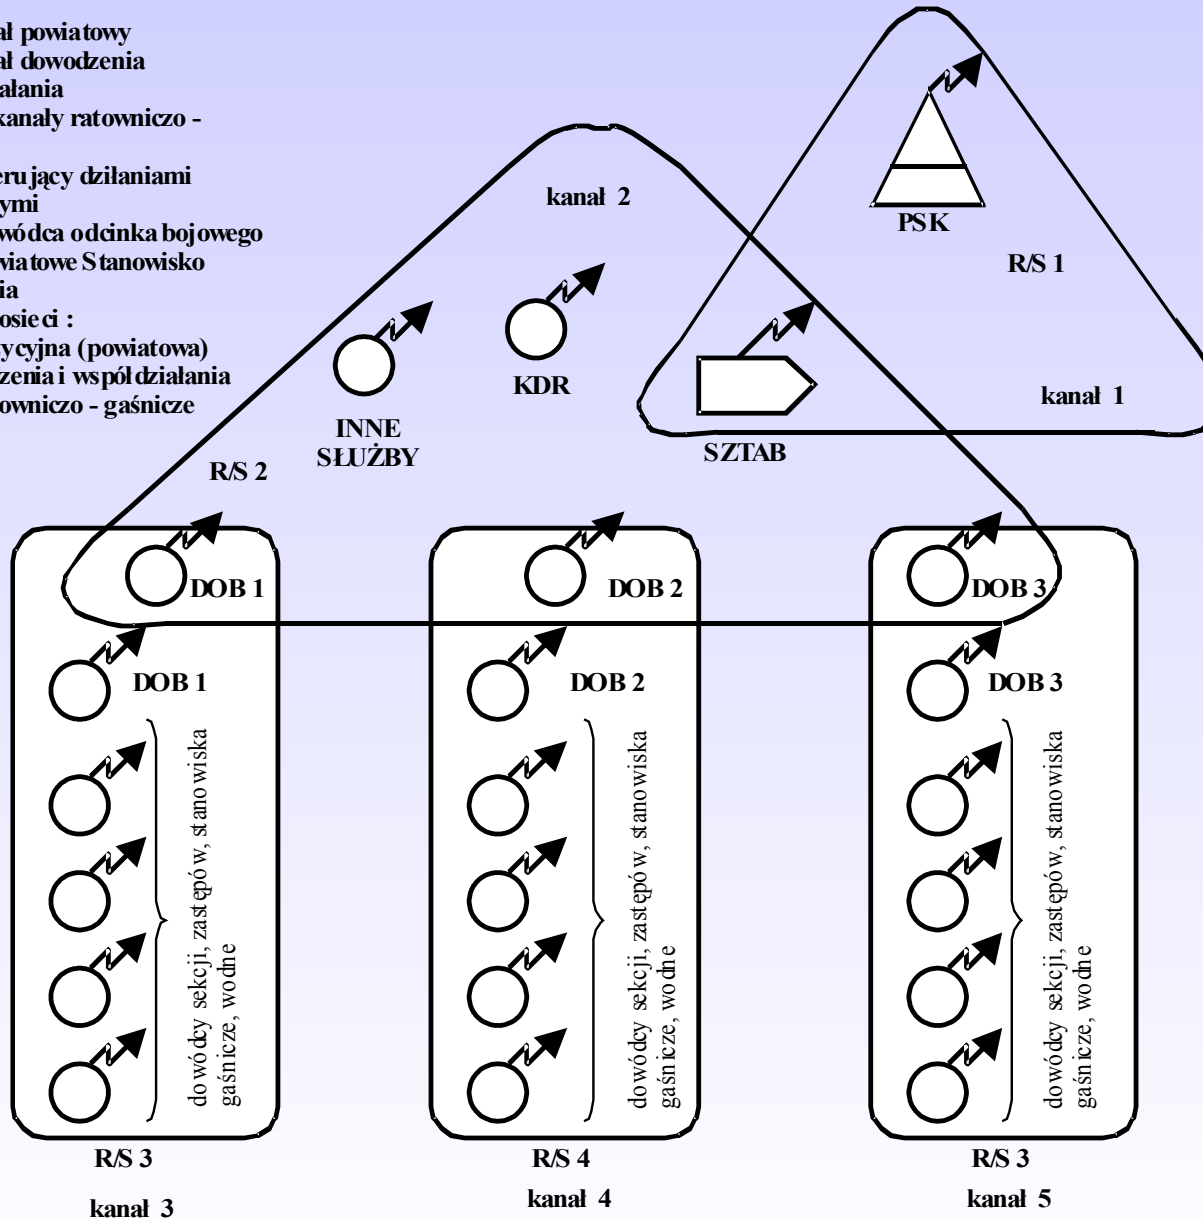 ał powiatowy
ał dowodzenia
ałania
kanały ratowniczo -
erujący dziłaniami
ymi
wódca odcinka bojowego
wiatowe Stanowisko
ia
osieci :
ycyjna (powiatowa)
zenia i współdziałania
owniczo - gaśnicze
kanał 2
PSK
R/S 1
kanał 1
KDR
INNE
SŁUŻBY
SZTAB
R/S 2
DOB 1
DOB 2
DOB 3
DOB 1
DOB 2
DOB 3
dowódcy sekcji, zastępów, stanowiska
gaśnicze, wodne
dowódcy sekcji, zastępów, stanowiska
gaśnicze, wodne
dowódcy sekcji, zastępów, stanowiska
gaśnicze, wodne
R/S 3
R/S 4
R/S 3
kanał 3
kanał 4
kanał 5